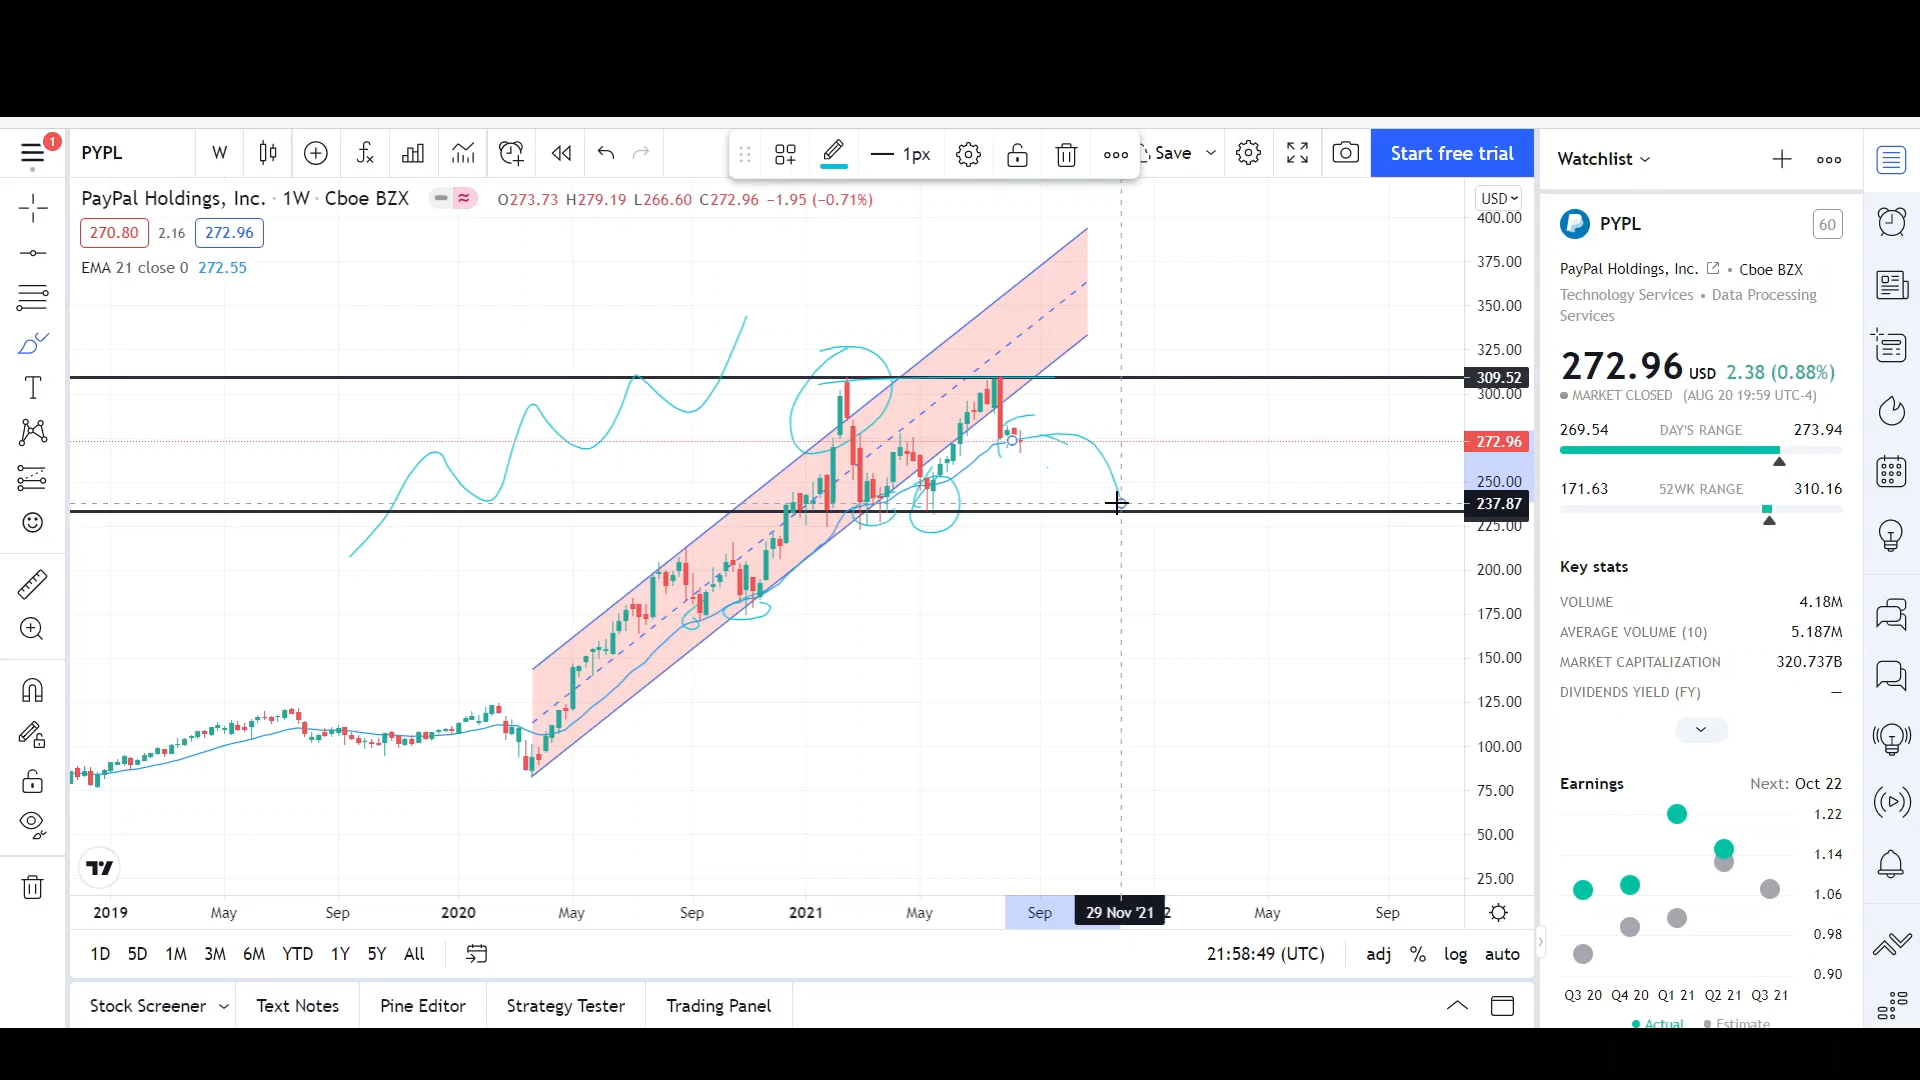 1
PYPL
W
1px
Save
Start free trial
Watchlist
PayPal Holdings, Inc. · 1W · Cboe BZX
O273.73 H279.19 L266.60 C272.96 −1.95 (−0.71%)
USD
270.80 2.16 272.96
EMA 21 close 0 272.55
400.00
375.00
350.00
325.00
309.52
300.00
272.96
250.00
237.87
225.00
200.00
175.00
150.00
125.00
100.00
75.00
50.00
25.00
2019 May Sep 2020 May Sep 2021 May Sep 29 Nov '21 2 May Sep
1D 5D 1M 3M 6M YTD 1Y 5Y All
21:58:49 (UTC) adj % log auto
Stock Screener Text Notes Pine Editor Strategy Tester Trading Panel
PYPL
60
PayPal Holdings, Inc. • Cboe BZX
Technology Services • Data Processing
Services
272.96 USD 2.38 (0.88%)
MARKET CLOSED (AUG 20 19:59 UTC-4)
269.54 DAY'S RANGE 273.94
171.63 52WK RANGE 310.16
Key stats
VOLUME 4.18M
AVERAGE VOLUME (10) 5.187M
MARKET CAPITALIZATION 320.737B
DIVIDENDS YIELD (FY) —
Earnings Next: Oct 22
1.22
1.14
1.06
0.98
0.90
Q3 20 Q4 20 Q1 21 Q2 21 Q3 21
Actual Estimate